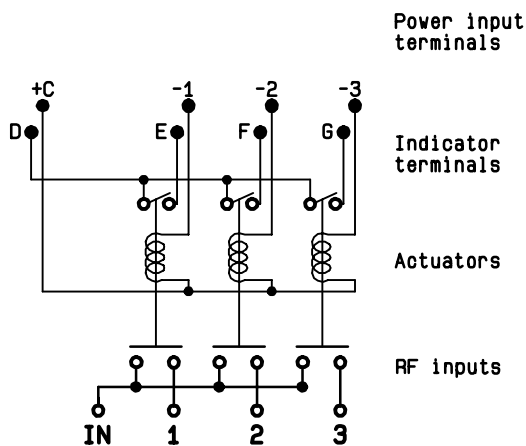 Power input
terminals
+C -1 -2 -3
D E F G
Indicator
terminals
Actuators
RF inputs
IN 1 2 3